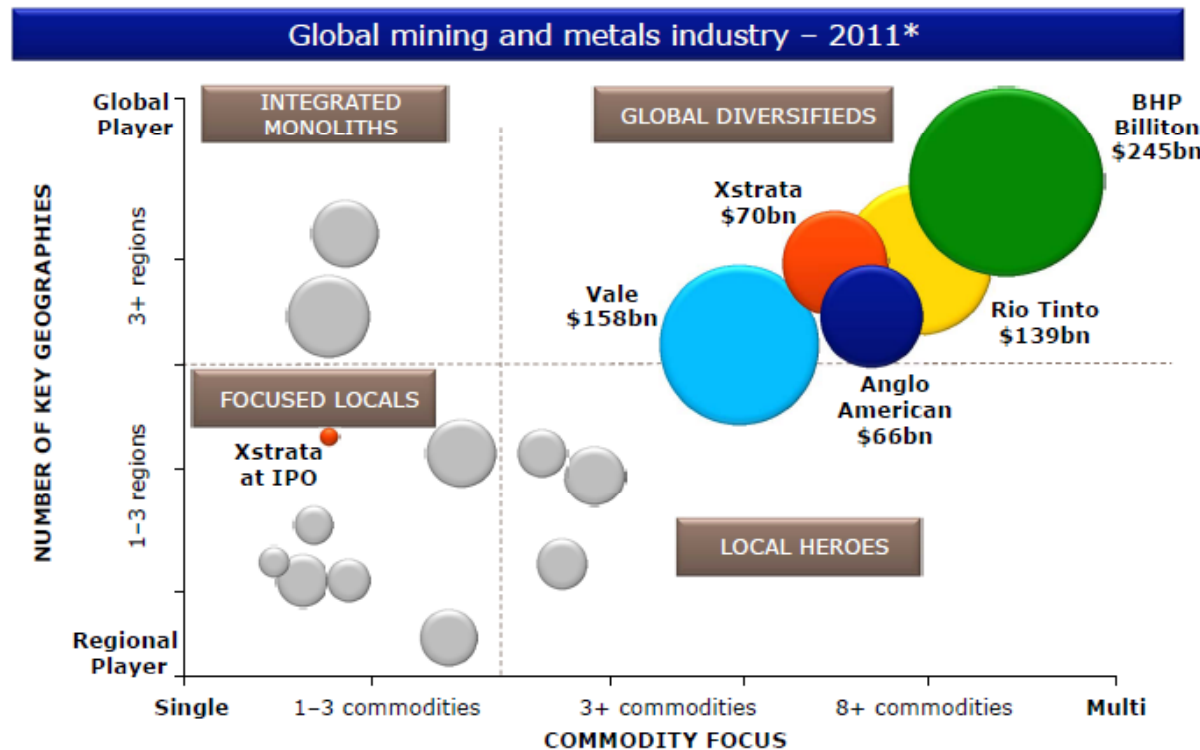 Global mining and metals industry – 2011*
Global
Player
INTEGRATED
MONOLITHS
GLOBAL DIVERSIFIEDS
BHP
Billiton
$245bn
Xstrata
$70bn
Vale
$158bn
Rio Tinto
$139bn
Anglo
American
$66bn
NUMBER OF KEY GEOGRAPHIES
3+ regions
FOCUSED LOCALS
Xstrata
at IPO
1–3 regions
LOCAL HEROES
Regional
Player
Single
1–3 commodities
3+ commodities
8+ commodities
Multi
COMMODITY FOCUS